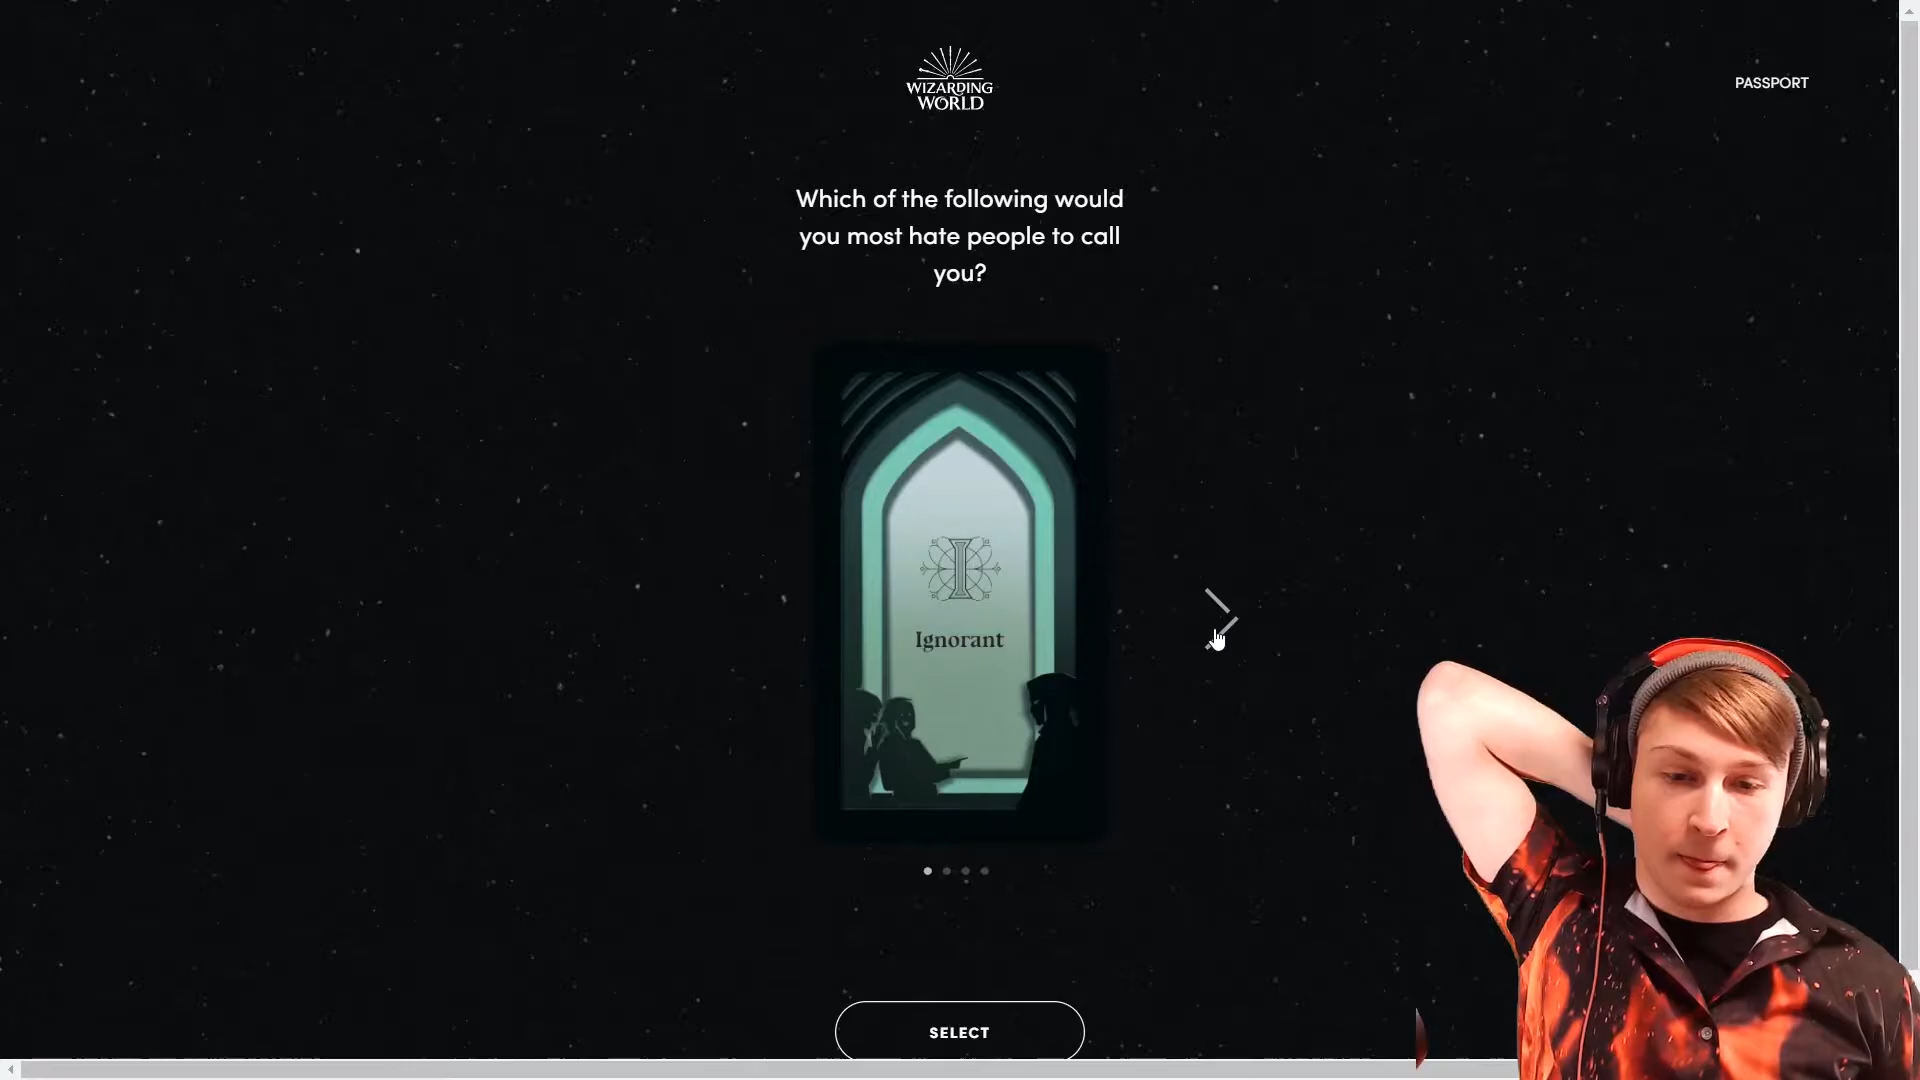 WIZARDING
WORLD
PASSPORT
Which of the following would
you most hate people to call
you?
I
Ignorant
SELECT